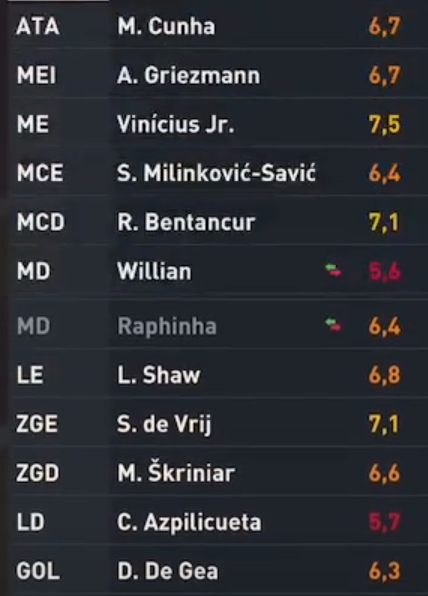 ATA M. Cunha 6,7
MEI A. Griezmann 6,7
ME Vinícius Jr. 7,5
MCE S. Milinković-Savić 6,4
MCD R. Bentancur 7,1
MD Willian 5,6
MD Raphinha 6,4
LE L. Shaw 6,8
ZGE S. de Vrij 7,1
ZGD M. Škriniar 6,6
LD C. Azpilicueta 5,7
GOL D. De Gea 6,3